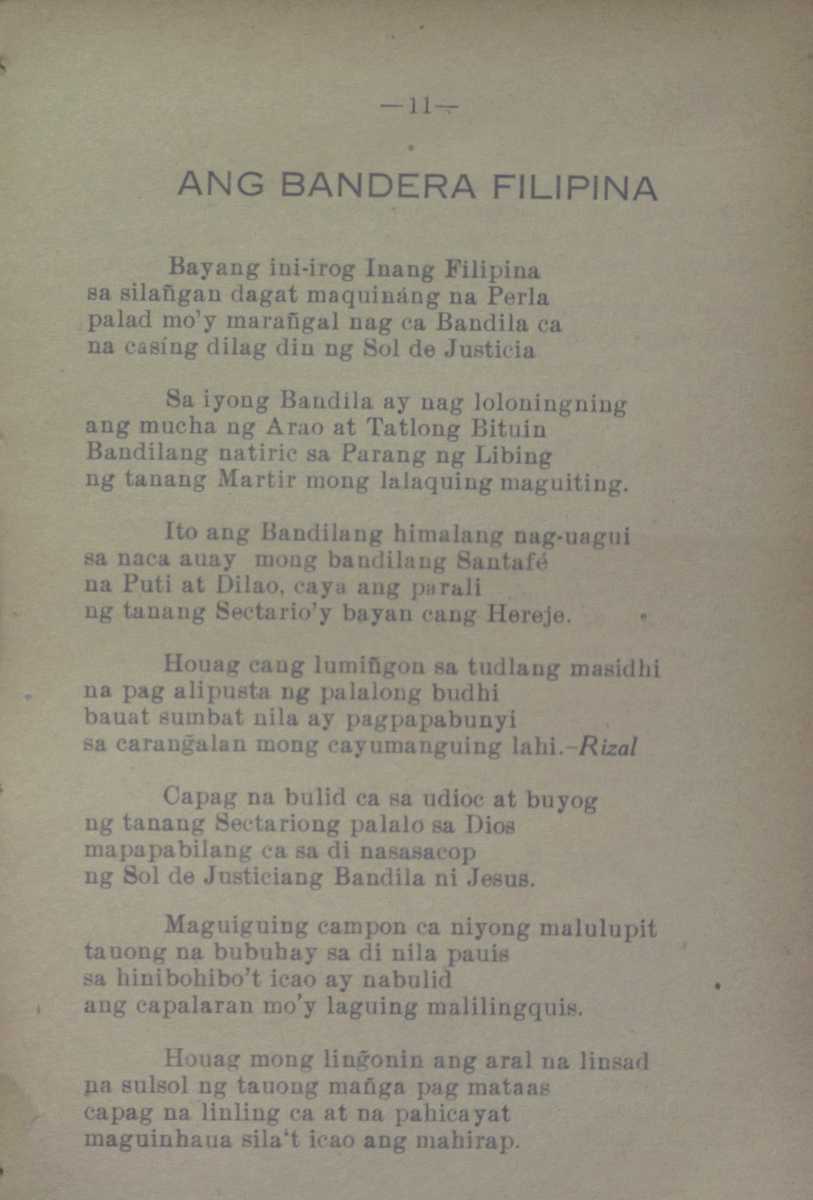 —11—
ANG BANDERA FILIPINA
Bayang ini-irog Inang Filipina
sa silañgan dagat maquináng na Perla
palad mo'y marañgal nag ca Bandila ca
na casing dilag din ng Sol de Justicia
Sa iyong Bandila ay nag loloningning
ang mucha ng Arao at Tatlong Bituin
Bandilang natiric sa Parang ng Libing
ng tanang Martir mong lalaquing maguiting.
Ito ang Bandilang himalang nag-uagui
sa naca auay mong bandilang Santafé
na Puti at Dilao, caya ang parali
ng tanang Sectario'y bayan cang Hereje.
Houag cang lumiñgon sa tudlang masidhi
na pag alipusta ng palalong budhi
bauat sumbat nila ay pagpapabunyi
sa carang̃alan mong cayumanguing lahi.-Rizal
Capag na bulid ca sa udioc at buyog
ng tanang Sectariong palalo sa Dios
mapapabilang ca sa di nasasacop
ng Sol de Justiciang Bandila ni Jesus.
Maguiguing campon ca niyong malulupit
tauong na bubuhay sa di nila pauis
sa hinibohibo't icao ay nabulid
ang capalaran mo'y laguing malilingquis.
Houag mong ling̃onin ang aral na linsad
na sulsol ng tauong mañga pag mataas
capag na linling ca at na pahicayat
maguinhaua sila‘t icao ang mahirap.